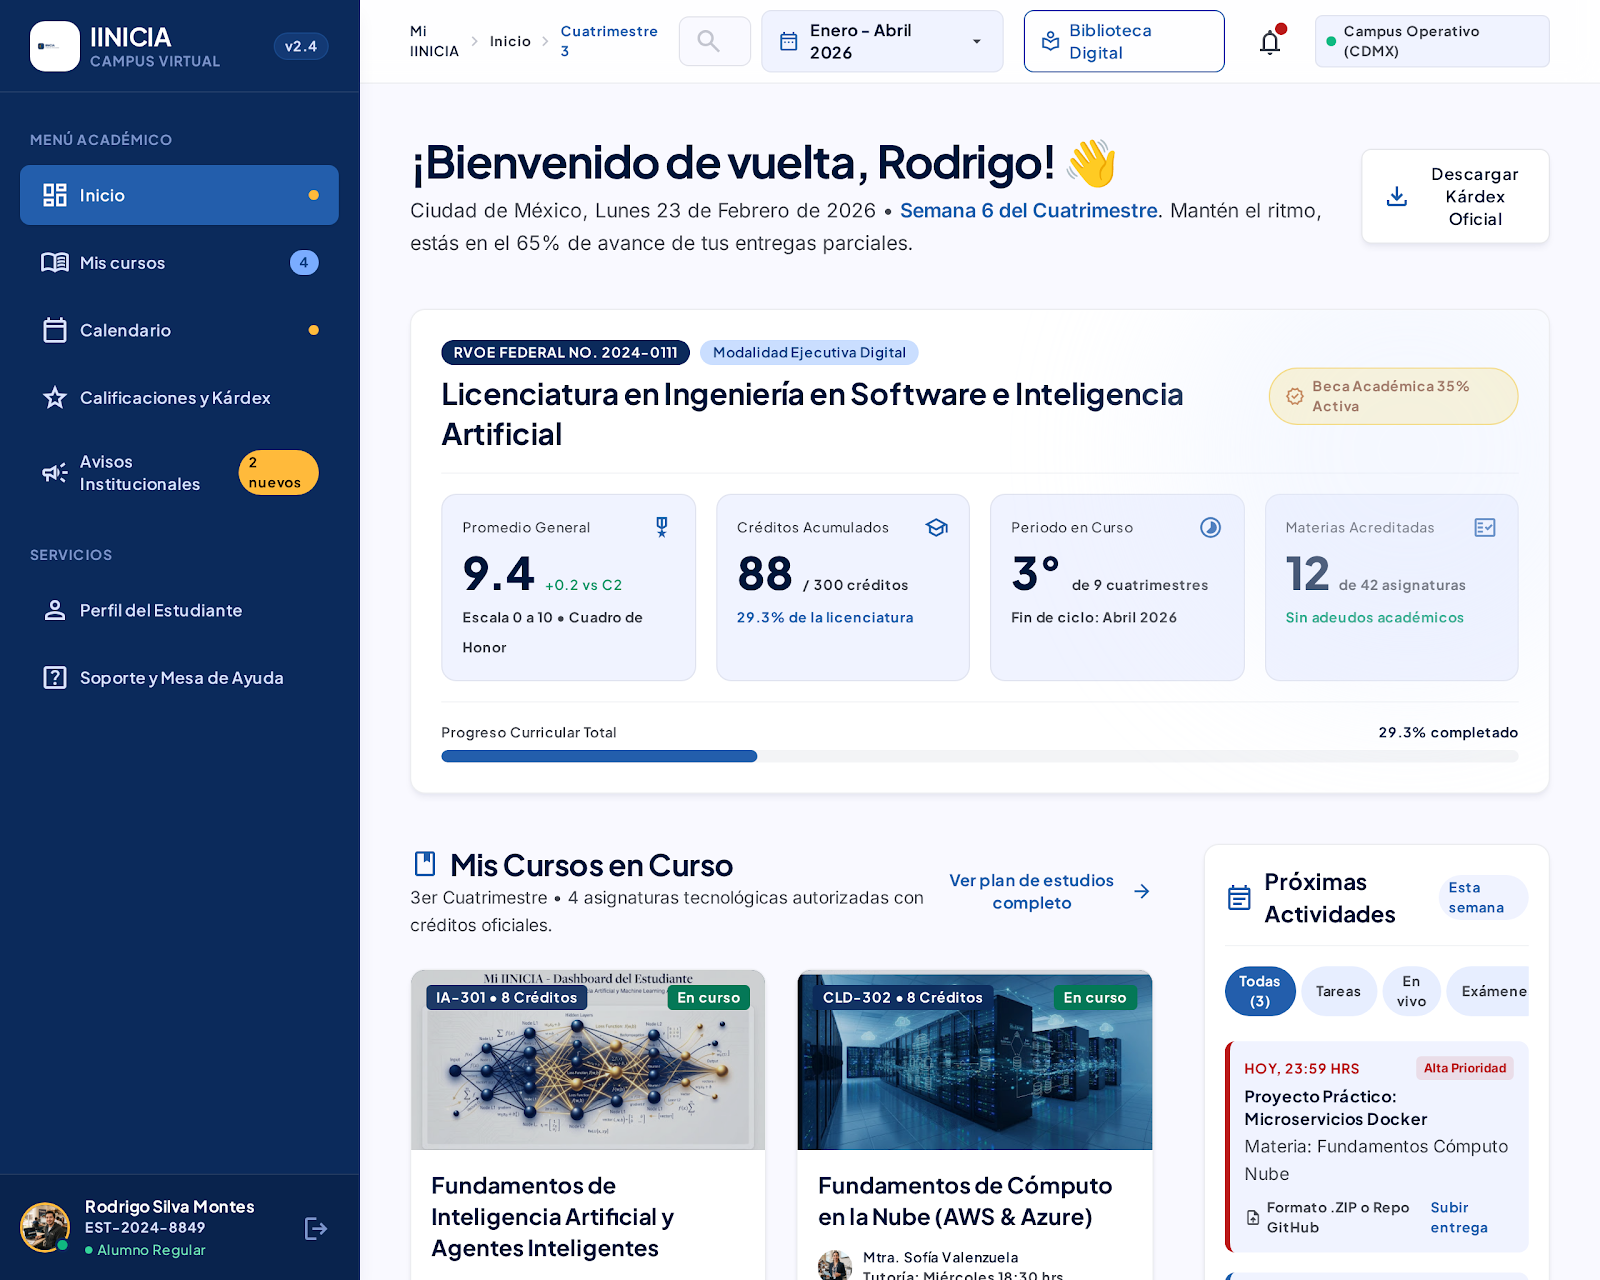 IINICIA
CAMPUS VIRTUAL
v2.4
MENÚ ACADÉMICO
Inicio
Mis cursos
4
Calendario
Calificaciones y Kárdex
Avisos
Institucionales
2
nuevos
SERVICIOS
Perfil del Estudiante
Soporte y Mesa de Ayuda
Rodrigo Silva Montes
EST-2024-8849
Alumno Regular
Mi
IINICIA
Inicio
Cuatrimestre
3
Enero - Abril
2026
Biblioteca
Digital
Campus Operativo
(CDMX)
¡Bienvenido de vuelta, Rodrigo! 👋
Ciudad de México, Lunes 23 de Febrero de 2026 • Semana 6 del Cuatrimestre. Mantén el ritmo,
estás en el 65% de avance de tus entregas parciales.
Descargar
Kárdex
Oficial
RVOE FEDERAL NO. 2024-0111
Modalidad Ejecutiva Digital
Licenciatura en Ingeniería en Software e Inteligencia
Artificial
Beca Académica 35%
Activa
Promedio General
9.4 +0.2 vs C2
Escala 0 a 10 • Cuadro de
Honor
Créditos Acumulados
88 / 300 créditos
29.3% de la licenciatura
Periodo en Curso
3° de 9 cuatrimestres
Fin de ciclo: Abril 2026
Materias Acreditadas
12 de 42 asignaturas
Sin adeudos académicos
Progreso Curricular Total
29.3% completado
Mis Cursos en Curso
3er Cuatrimestre • 4 asignaturas tecnológicas autorizadas con
créditos oficiales.
Ver plan de estudios
completo
Mi IINICIA - Dashboard del Estudiante
IA-301 • 8 Créditos
En curso
Fundamentos de
Inteligencia Artificial y
Agentes Inteligentes
CLD-302 • 8 Créditos
En curso
Fundamentos de Cómputo
en la Nube (AWS & Azure)
Mtra. Sofía Valenzuela
Tutoría: Miércoles 18:30 hrs
Próximas
Actividades
Esta
semana
Todas
(3)
Tareas
En
vivo
Exámene
HOY, 23:59 HRS
Alta Prioridad
Proyecto Práctico:
Microservicios Docker
Materia: Fundamentos Cómputo
Nube
Formato .ZIP o Repo
GitHub
Subir
entrega